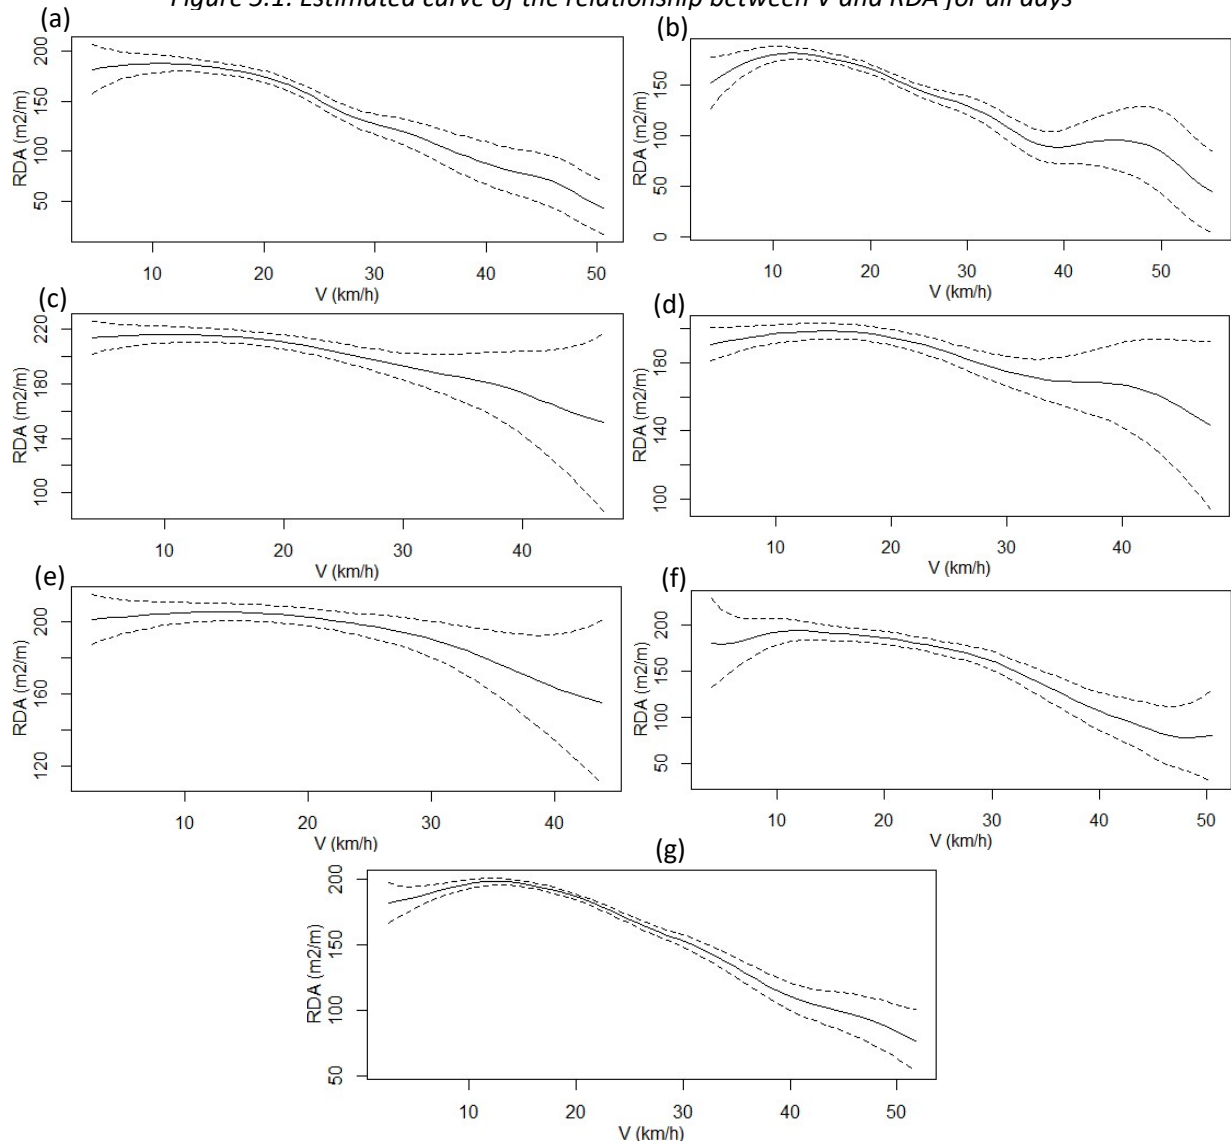 Figure 5.1: Estimated curve of the relationship between V and RDA for all days
(a)
(b)
RDA (m2/m)
50 100 150 200
10 20 30 40 50
V (km/h)
RDA (m2/m)
0 50 100 150
10 20 30 40 50
V (km/h)
(c)
(d)
RDA (m2/m)
100 140 180 220
10 20 30 40
V (km/h)
RDA (m2/m)
100 140 180
10 20 30 40
V (km/h)
(e)
(f)
RDA (m2/m)
120 160 200
10 20 30 40
V (km/h)
RDA (m2/m)
50 100 150 200
10 20 30 40 50
V (km/h)
(g)
RDA (m2/m)
50 100 150 200
10 20 30 40 50
V (km/h)